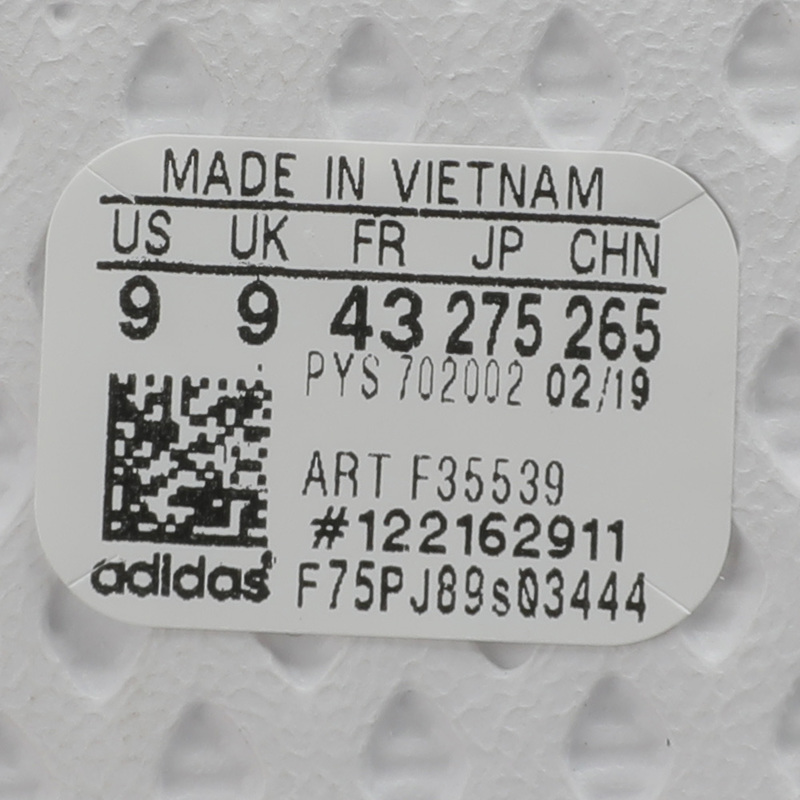 MADE IN VIETNAM
US UK FR JP CHN
9 9 43 275 265
PYS 702002 02/19
ART F35539
#122162911
adidas F75PJ89s03444